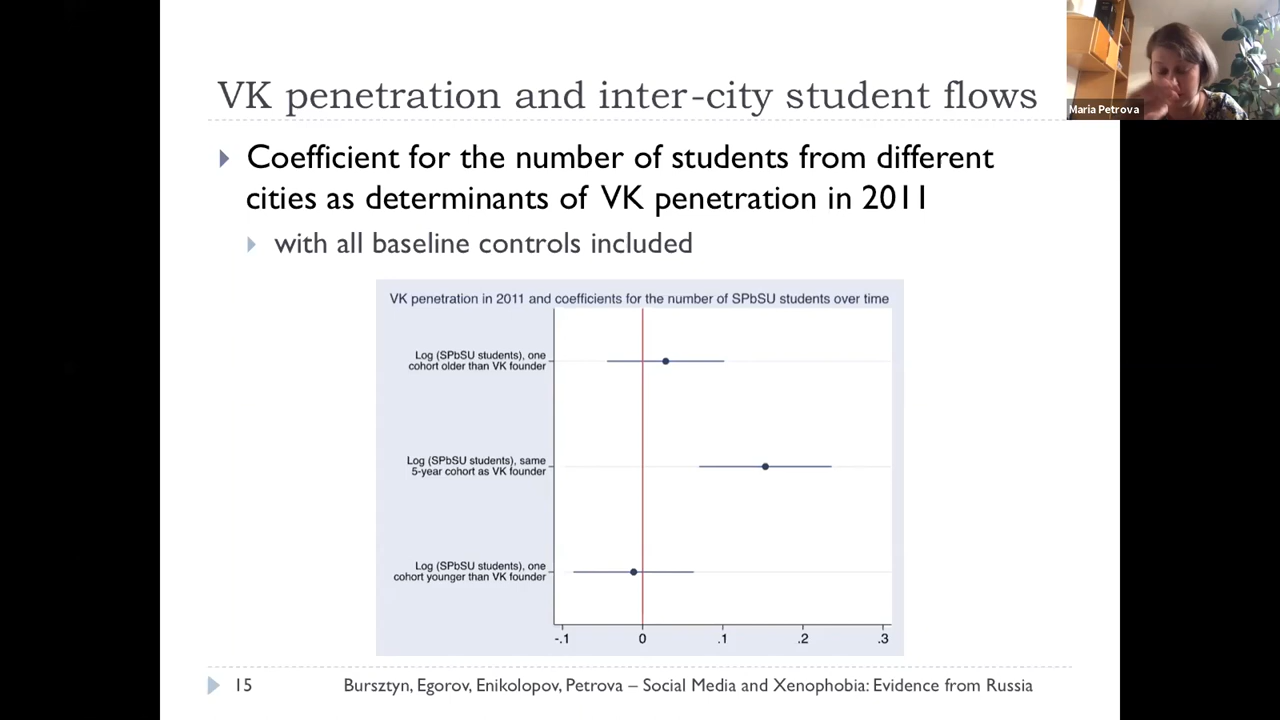 VK penetration and inter-city student flows
Maria Petrova
Coefficient for the number of students from different
cities as determinants of VK penetration in 2011
with all baseline controls included
VK penetration in 2011 and coefficients for the number of SPbSU students over time
Log (SPbSU students), one
cohort older than VK founder
Log (SPbSU students), same
5-year cohort as VK founder
Log (SPbSU students), one
cohort younger than VK founder
-.1 0 .1 .2 .3
15 Bursztyn, Egorov, Enikolopov, Petrova – Social Media and Xenophobia: Evidence from Russia